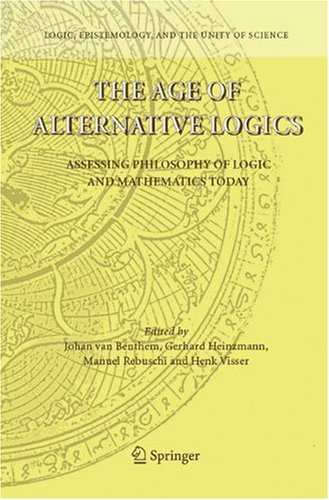 LOGIC, EPISTEMOLOGY, AND THE UNITY OF SCIENCE
THE AGE OF
ALTERNATIVE LOGICS
ASSESSING PHILOSOPHY OF LOGIC
AND MATHEMATICS TODAY
Edited by
Johan van Benthem, Gerhard Heinzmann,
Manuel Rebuschi and Henk Visser
Springer